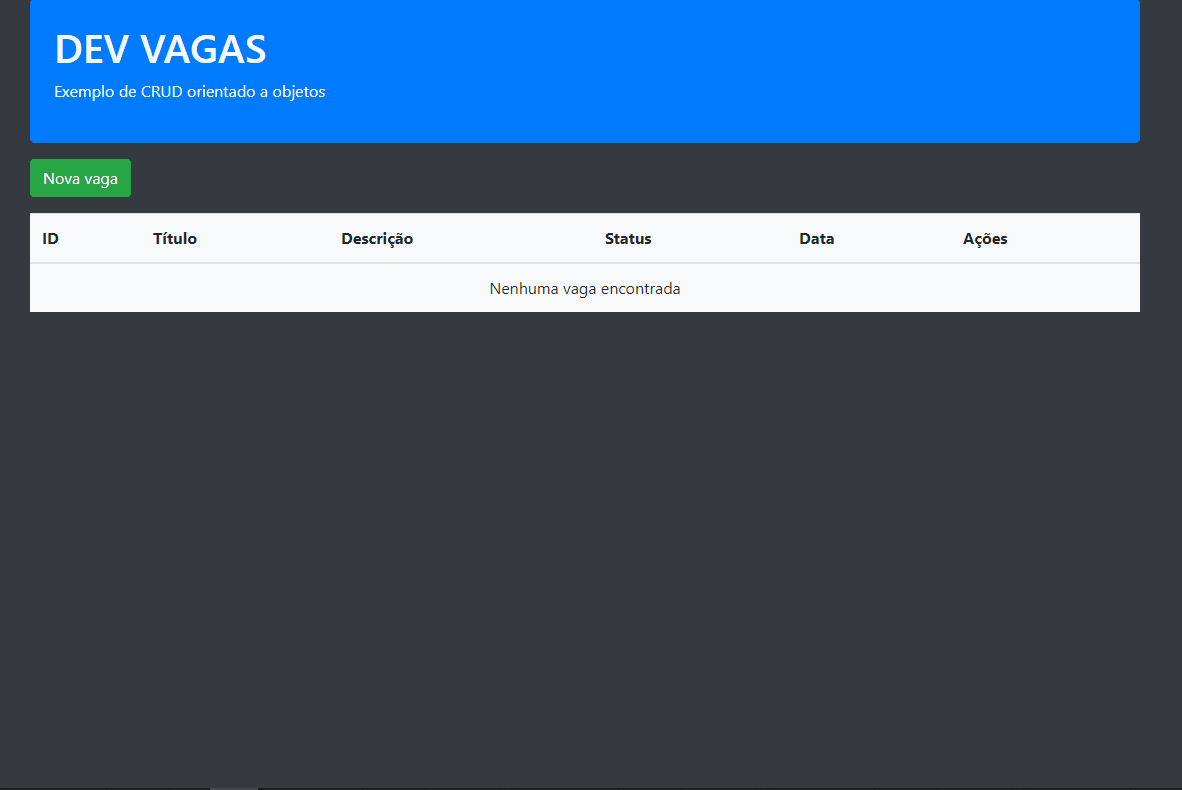 DEV VAGAS
Exemplo de CRUD orientado a objetos
Nova vaga
ID Título Descrição Status Data Ações
Nenhuma vaga encontrada